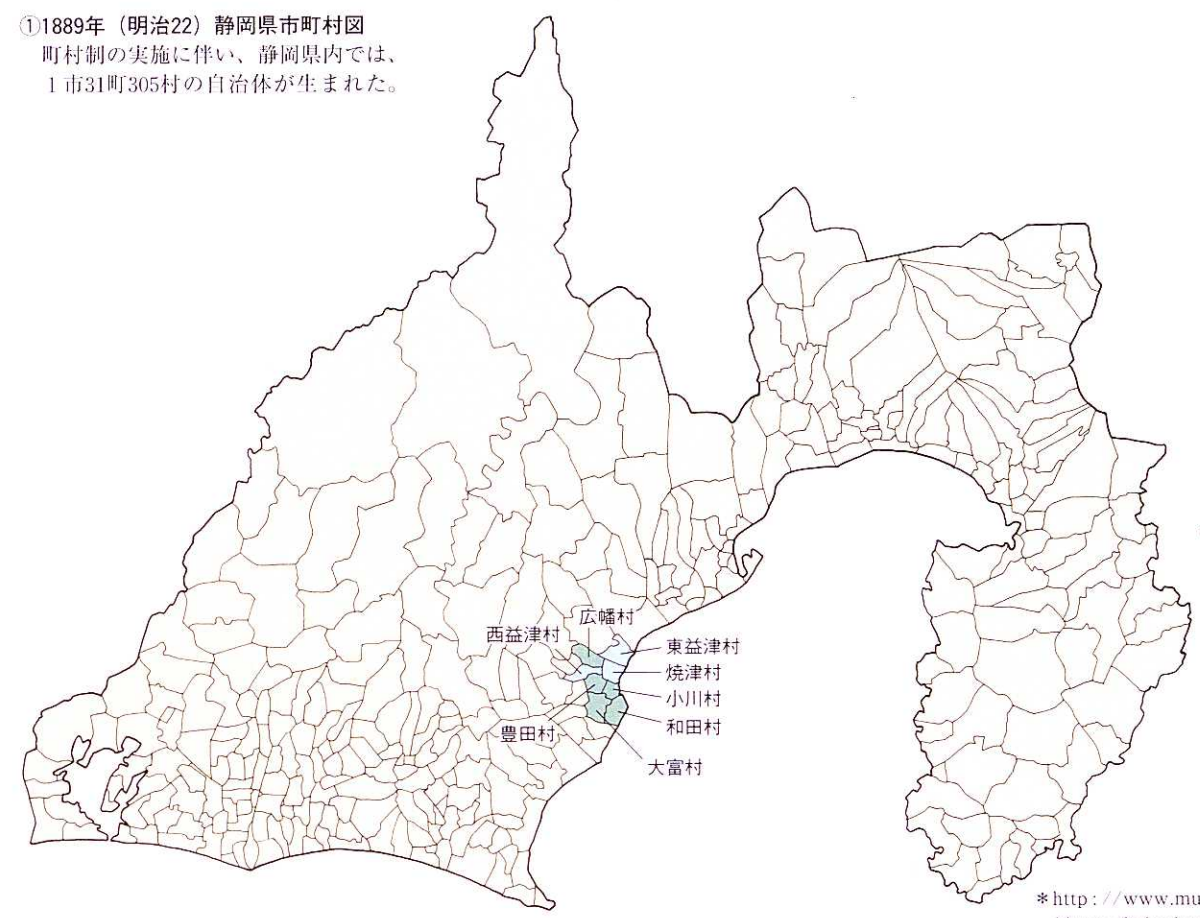 ①1889年（明治22）静岡県市町村図
町村制の実施に伴い、静岡県内では、
１市31町305村の自治体が生まれた。
広幡村
西益津村
東益津村
焼津村
小川村
和田村
豊田村
大富村
＊http://www.mu